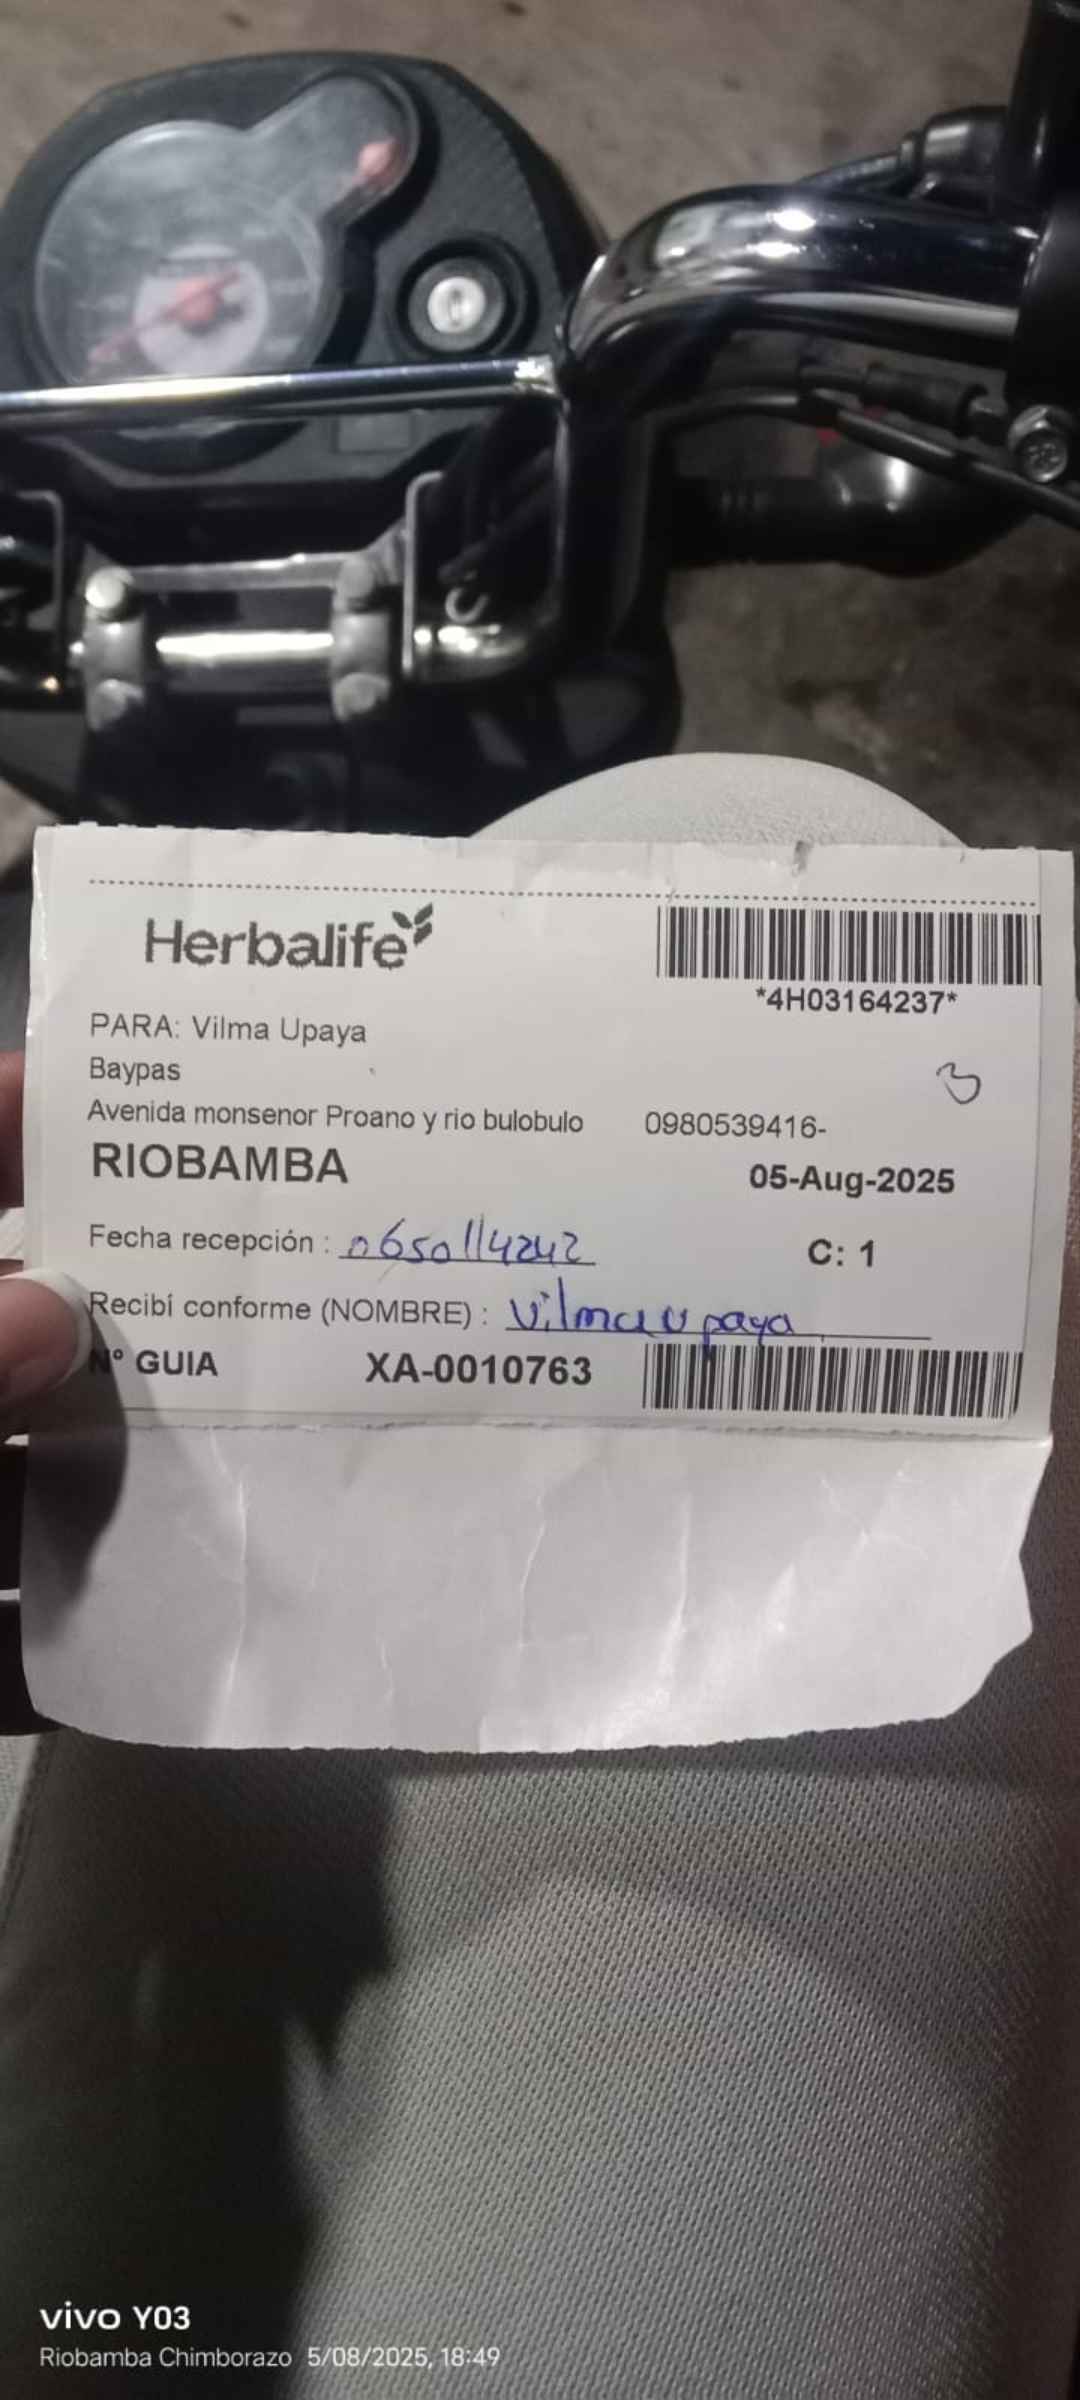 Herbalife
*4H03164237*
PARA: Vilma Upaya
Baypas
3
Avenida monsenor Proano y rio bulobulo 0980539416-
RIOBAMBA 05-Aug-2025
Fecha recepción : 0650114242 C: 1
Recibí conforme (NOMBRE) : Vilma Upaya
N° GUIA XA-0010763
vivo Y03
Riobamba Chimborazo 5/08/2025, 18:49